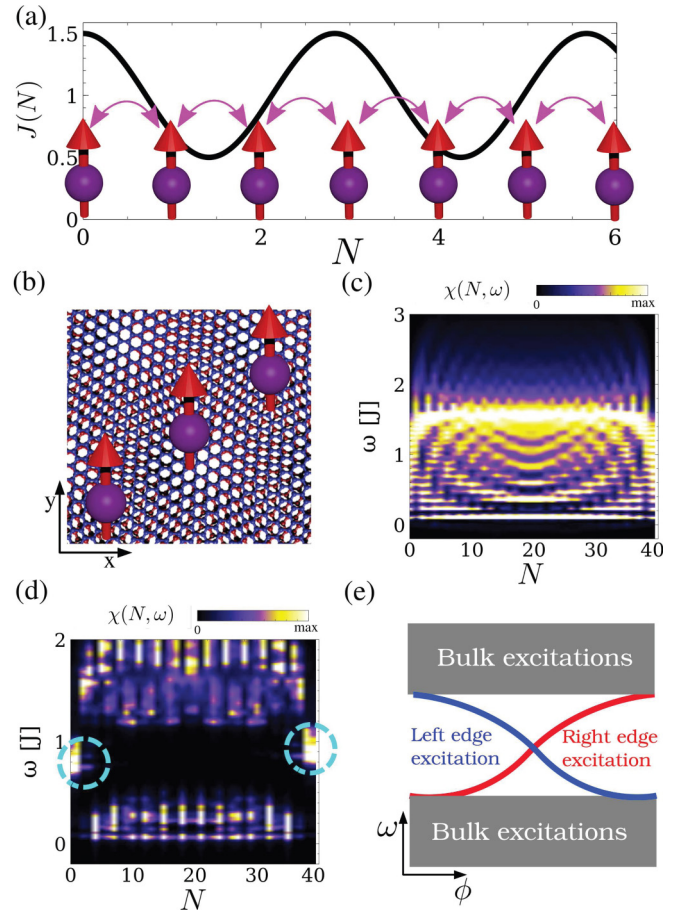 (a)
1.5
1
0.5
0
J(N)
0 2 4 6
N
(b)
y
x
(c)
χ(N, ω)
0 max
3
2
1
0
ω [J]
0 10 20 30 40
N
(d)
χ(N, ω)
0 max
2
1
0
ω [J]
0 10 20 30 40
N
(e)
Bulk excitations
Left edge
excitation
Right edge
excitation
Bulk excitations
ω
ϕ